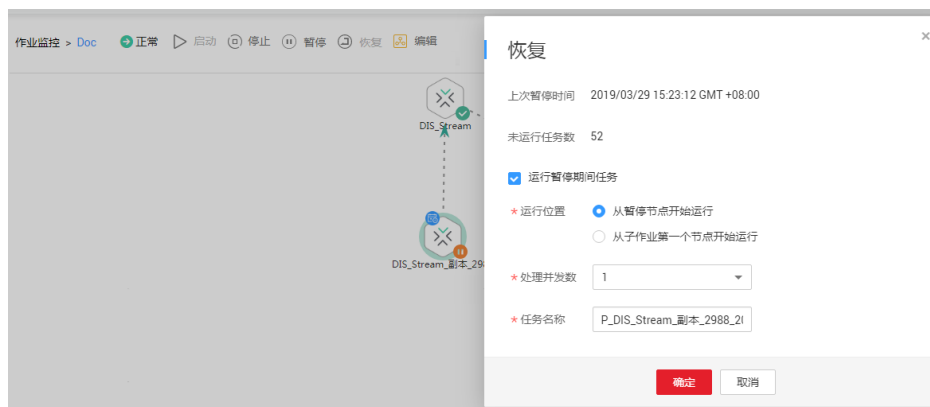 作业监控 > Doc 正常 启动 停止 暂停 恢复 编辑
DIS_Stream
DIS_Stream_副本_29
恢复
上次暂停时间 2019/03/29 15:23:12 GMT +08:00
未运行任务数 52
运行暂停期间任务
*运行位置 从暂停节点开始运行
从子作业第一个节点开始运行
*处理并发数 1
*任务名称 P_DIS_Stream_副本_2988_2(
确定 取消